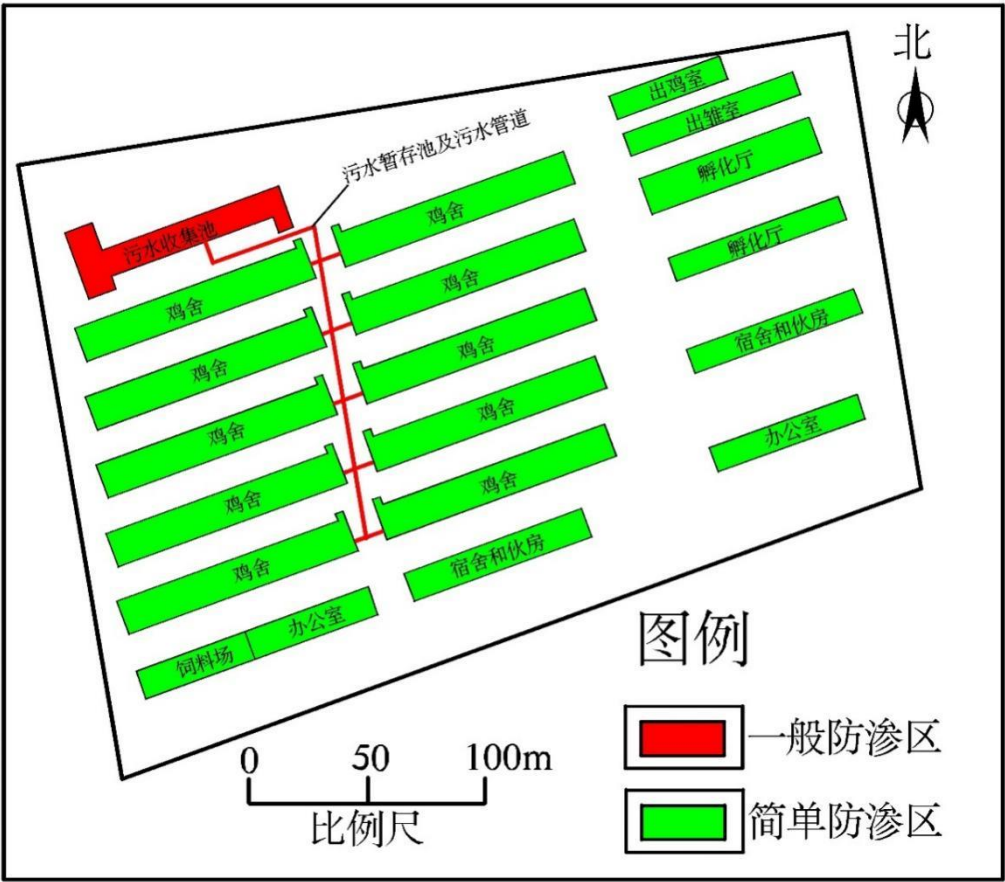 北
出鸡室
出雏室
孵化厅
孵化厅
宿舍和伙房
办公室
污水暂存池及污水管道
污水收集池
鸡舍
鸡舍
鸡舍
鸡舍
鸡舍
鸡舍
鸡舍
鸡舍
鸡舍
鸡舍
宿舍和伙房
办公室
饲料场
图例
一般防渗区
简单防渗区
0 50 100m
比例尺